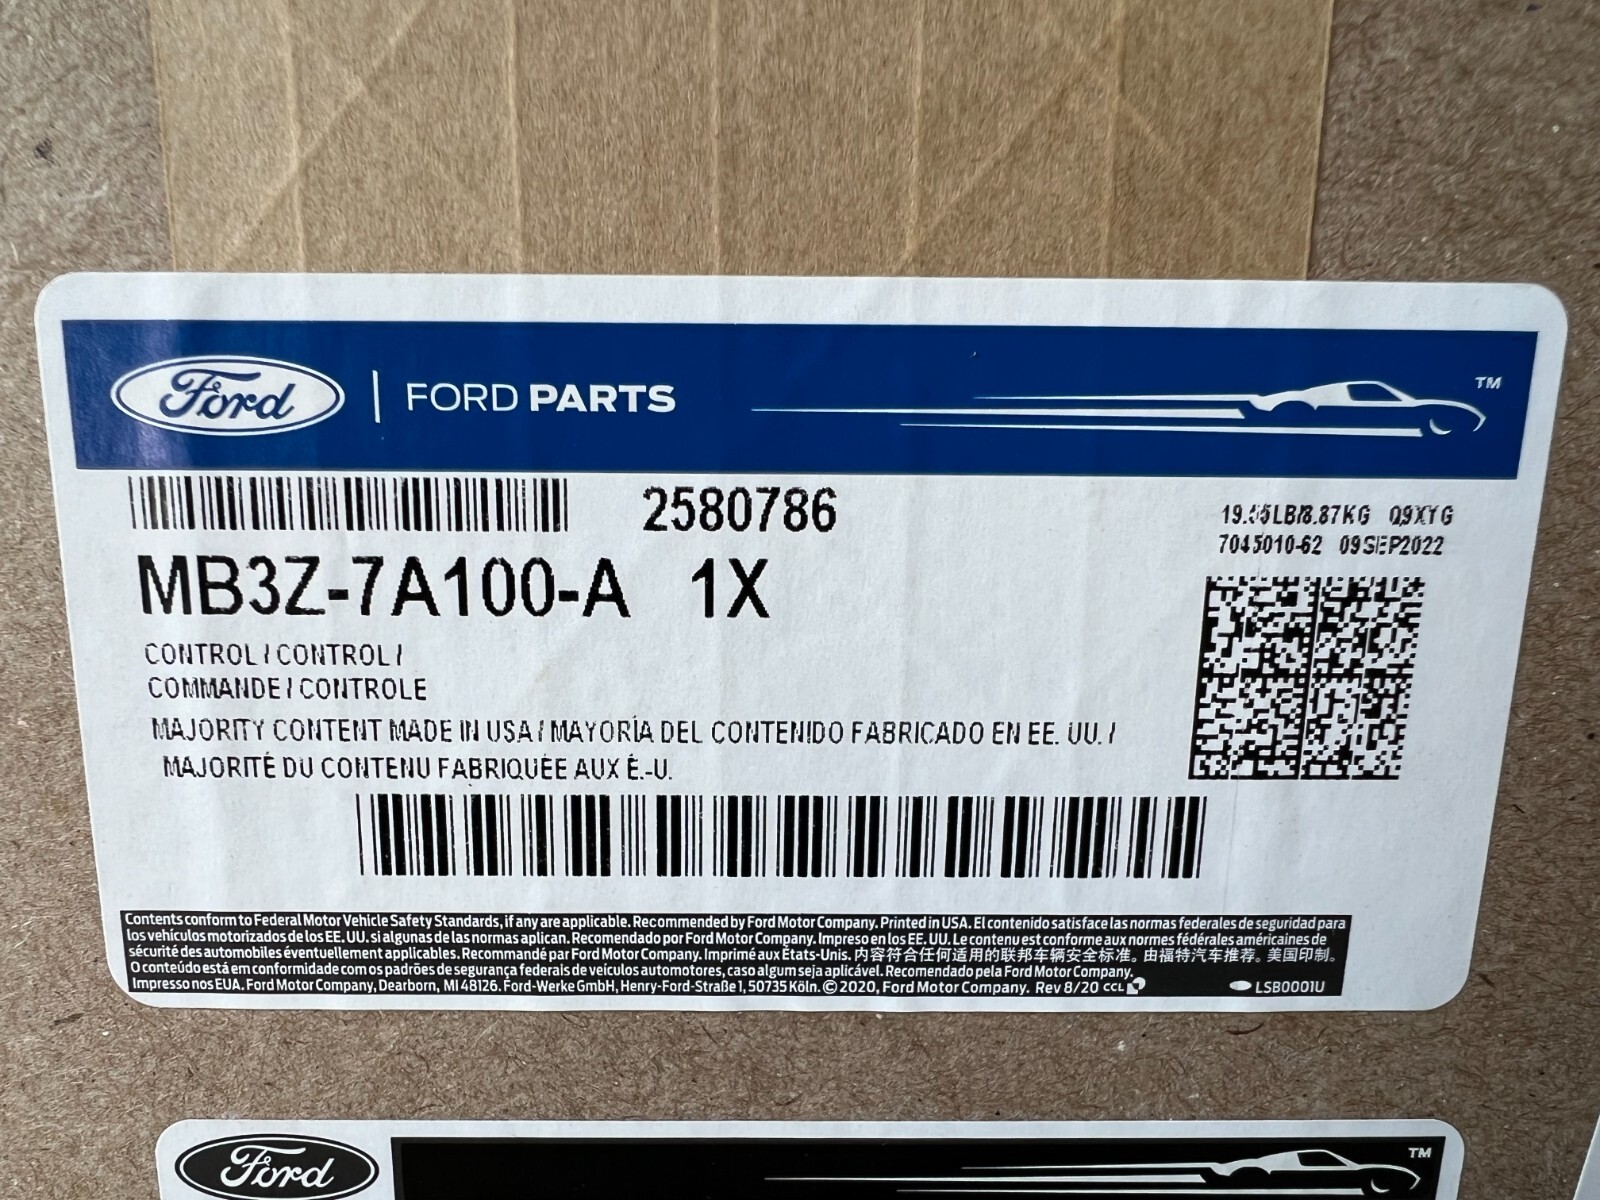 Ford | FORD PARTS
TM
2580786
19.55LB/8.87KG Q9XYG
MB3Z-7A100-A 1X
7045010-62 09SEP2022
CONTROL / CONTROL /
COMMANDE / CONTROLE
MAJORITY CONTENT MADE IN USA / MAYORÍA DEL CONTENIDO FABRICADO EN EE. UU. /
MAJORITÉ DU CONTENU FABRIQUÉE AUX É.-U.
Contents conform to Federal Motor Vehicle Safety Standards, if any are applicable. Recommended by Ford Motor Company. Printed in USA. El contenido satisface las normas federales de seguridad para
los vehículos motorizados de los EE. UU. si algunas de las normas aplican. Recomendado por Ford Motor Company. Impreso en los EE. UU. Le contenu est conforme aux normes fédérales américaines de
sécurité des automobiles éventuellement applicables. Recommandé par Ford Motor Company. Imprimé aux États-Unis. 内容符合任何适用的联邦车辆安全标准。由福特汽车推荐。美国印制。
O conteúdo está em conformidade com os padrões de segurança federais de veículos automotores, caso algum seja aplicável. Recomendado pela Ford Motor Company.
Impresso nos EUA. Ford Motor Company, Dearborn, MI 48126. Ford-Werke GmbH, Henry-Ford-Straße 1, 50735 Köln. © 2020, Ford Motor Company. Rev 8/20 CCL
LSB0001U
Ford
TM